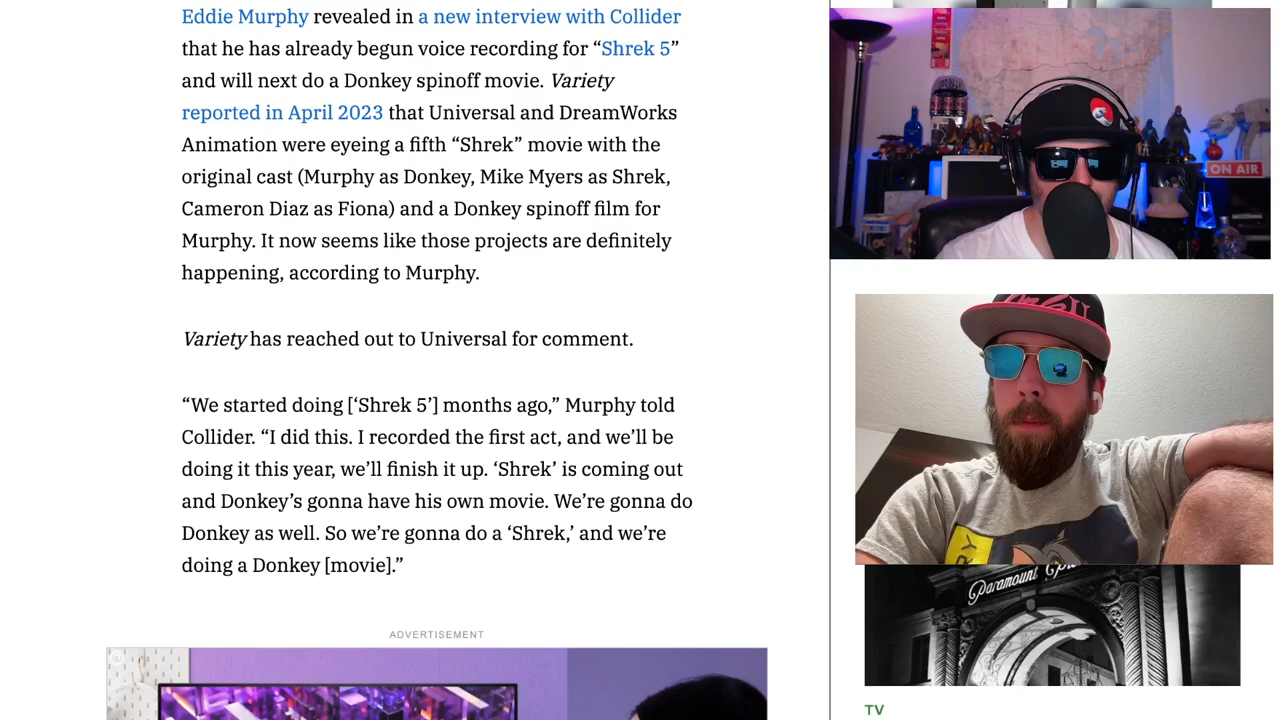 Eddie Murphy revealed in a new interview with Collider
that he has already begun voice recording for “Shrek 5”
and will next do a Donkey spinoff movie. Variety
reported in April 2023 that Universal and DreamWorks
Animation were eyeing a fifth “Shrek” movie with the
original cast (Murphy as Donkey, Mike Myers as Shrek,
Cameron Diaz as Fiona) and a Donkey spinoff film for
Murphy. It now seems like those projects are definitely
happening, according to Murphy.
Variety has reached out to Universal for comment.
“We started doing [‘Shrek 5’] months ago,” Murphy told
Collider. “I did this. I recorded the first act, and we’ll be
doing it this year, we’ll finish it up. ‘Shrek’ is coming out
and Donkey’s gonna have his own movie. We’re gonna do
Donkey as well. So we’re gonna do a ‘Shrek,’ and we’re
doing a Donkey [movie].”
ADVERTISEMENT
ON AIR
Paramount
TV